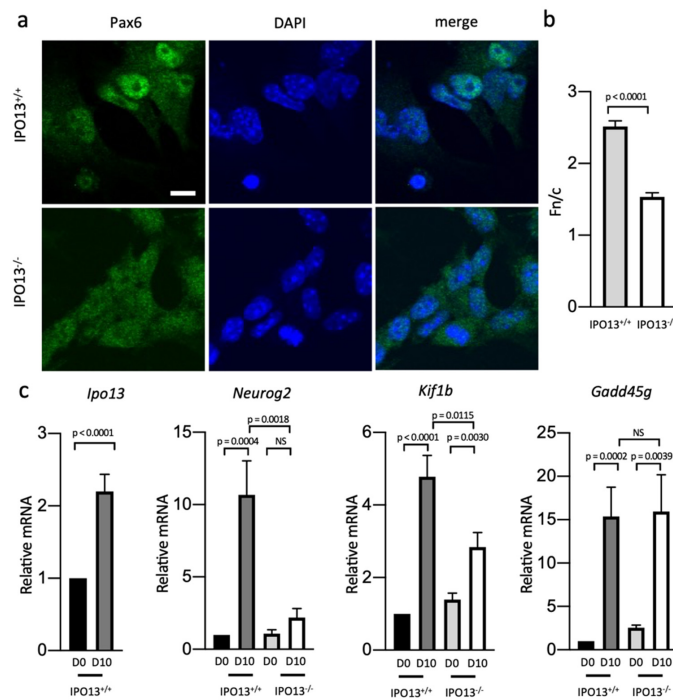 a
Pax6 DAPI merge
IPO13+/+
IPO13-/-
b
p < 0.0001
Fn/c
3
2
1
0
IPO13+/+ IPO13-/-
c
Ipo13
p < 0.0001
Relative mRNA
3
2
1
0
D0 D10
IPO13+/+
Neurog2
p = 0.0018
p = 0.0004 NS
Relative mRNA
15
10
5
0
D0 D10 D0 D10
IPO13+/+ IPO13-/-
Kif1b
p = 0.0115
p < 0.0001 p = 0.0030
Relative mRNA
6
4
2
0
D0 D10 D0 D10
IPO13+/+ IPO13-/-
Gadd45g
NS
p = 0.0002 p = 0.0039
Relative mRNA
25
20
15
10
5
0
D0 D10 D0 D10
IPO13+/+ IPO13-/-